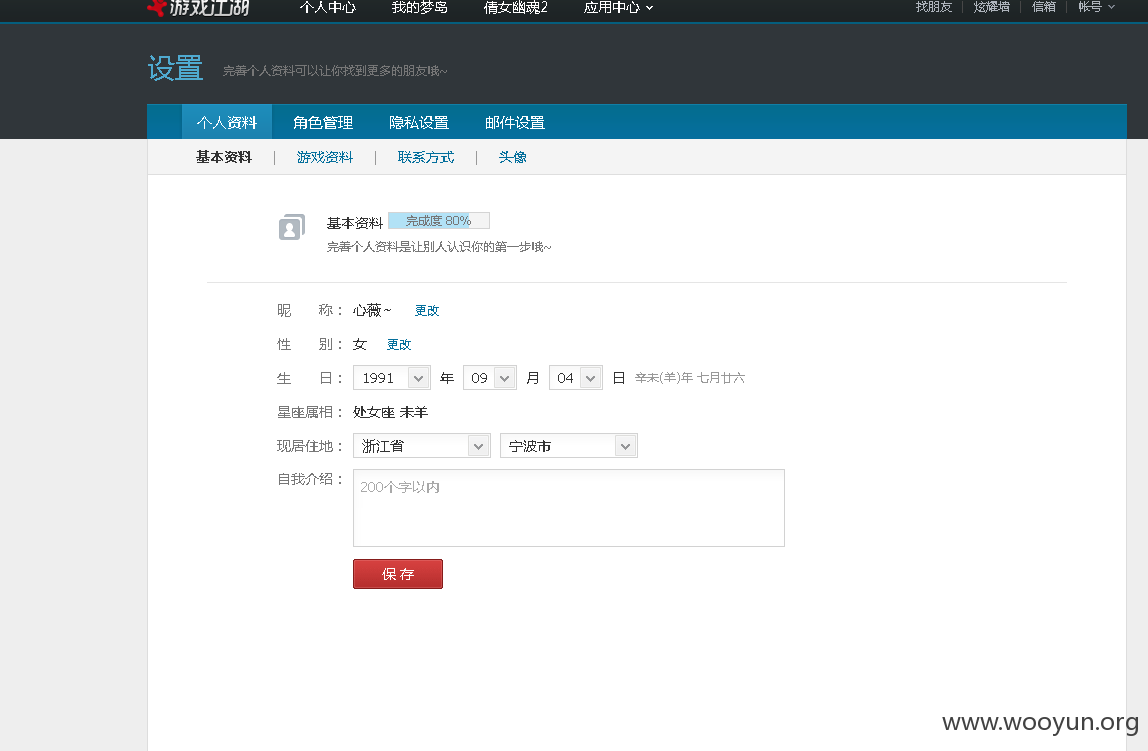 游戏江湖 个人中心 我的梦岛 倩女幽魂2 应用中心 找朋友 炫耀墙 信箱 帐号
设置 完善个人资料可以让你找到更多的朋友哦~
个人资料 角色管理 隐私设置 邮件设置
基本资料 | 游戏资料 | 联系方式 | 头像
基本资料 完成度 80%
完善个人资料是让别人认识你的第一步哦~
昵 称： 心薇~ 更改
性 别： 女 更改
生 日： 1991 年 09 月 04 日 辛未(羊)年 七月廿六
星座属相： 处女座 未羊
现居住地： 浙江省 宁波市
自我介绍： 200个字以内
保 存
www.wooyun.org